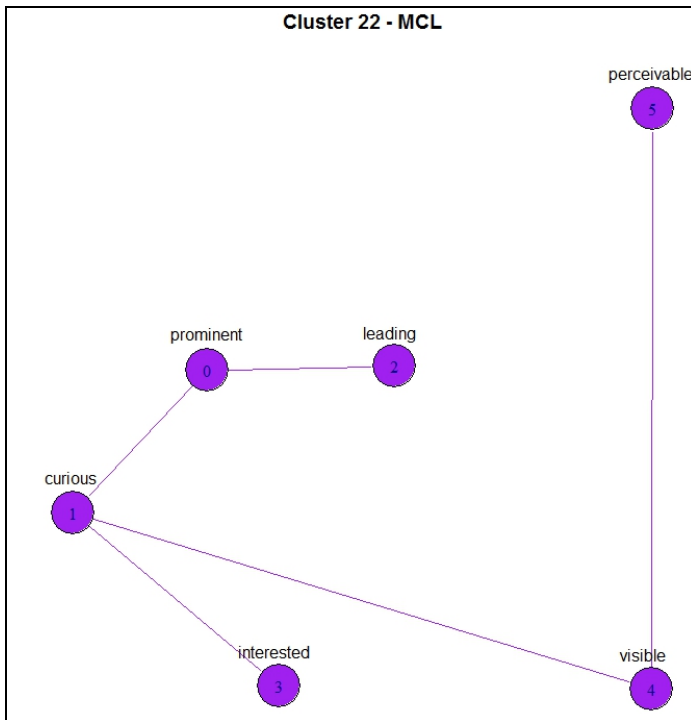 Cluster 22 - MCL
perceivable
5
prominent
leading
0
2
curious
1
interested
visible
3
4